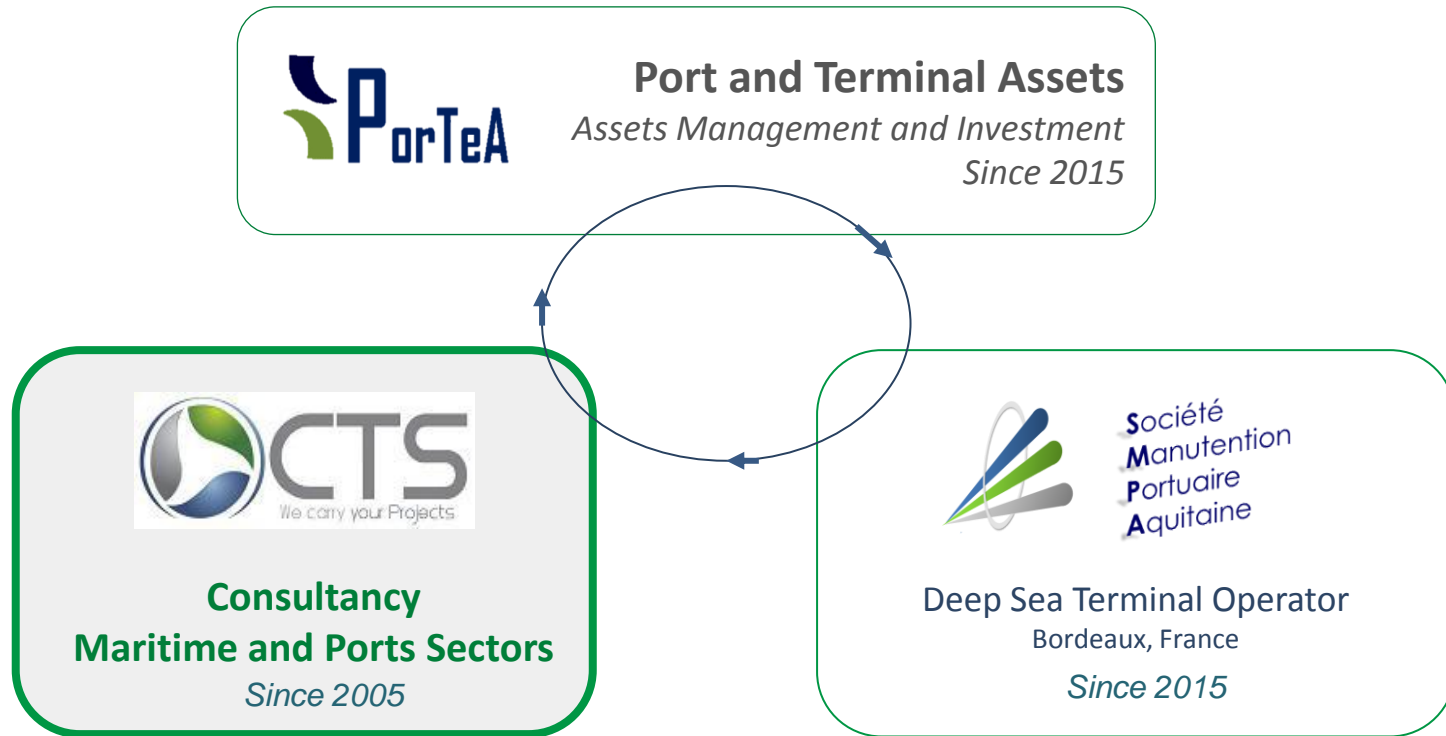 PorTeA
Port and Terminal Assets
Assets Management and Investment
Since 2015
CTS
We carry your Projects
Consultancy
Maritime and Ports Sectors
Since 2005
Société
Manutention
Portuaire
Aquitaine
Deep Sea Terminal Operator
Bordeaux, France
Since 2015